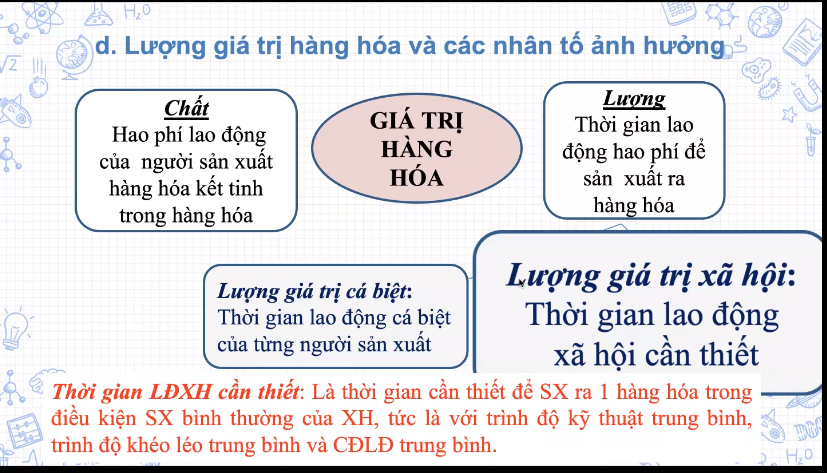 H₂O
d. Lượng giá trị hàng hóa và các nhân tố ảnh hưởng
√2
Chất
Hao phí lao động
của người sản xuất
hàng hóa kết tinh
trong hàng hóa
GIÁ TRỊ
HÀNG
HÓA
Lượng
Thời gian lao
động hao phí để
sản xuất ra
hàng hóa
Lượng giá trị cá biệt:
Thời gian lao động cá biệt
của từng người sản xuất
Lượng giá trị xã hội:
Thời gian lao động
xã hội cần thiết
Thời gian LĐXH cần thiết: Là thời gian cần thiết để SX ra 1 hàng hóa trong
điều kiện SX bình thường của XH, tức là với trình độ kỹ thuật trung bình,
trình độ khéo léo trung bình và CĐLĐ trung bình.
H₂O